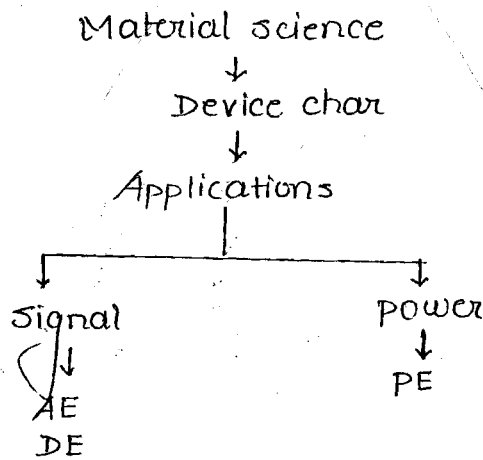 Material science
Device char
Applications
Signal power
AE PE
DE